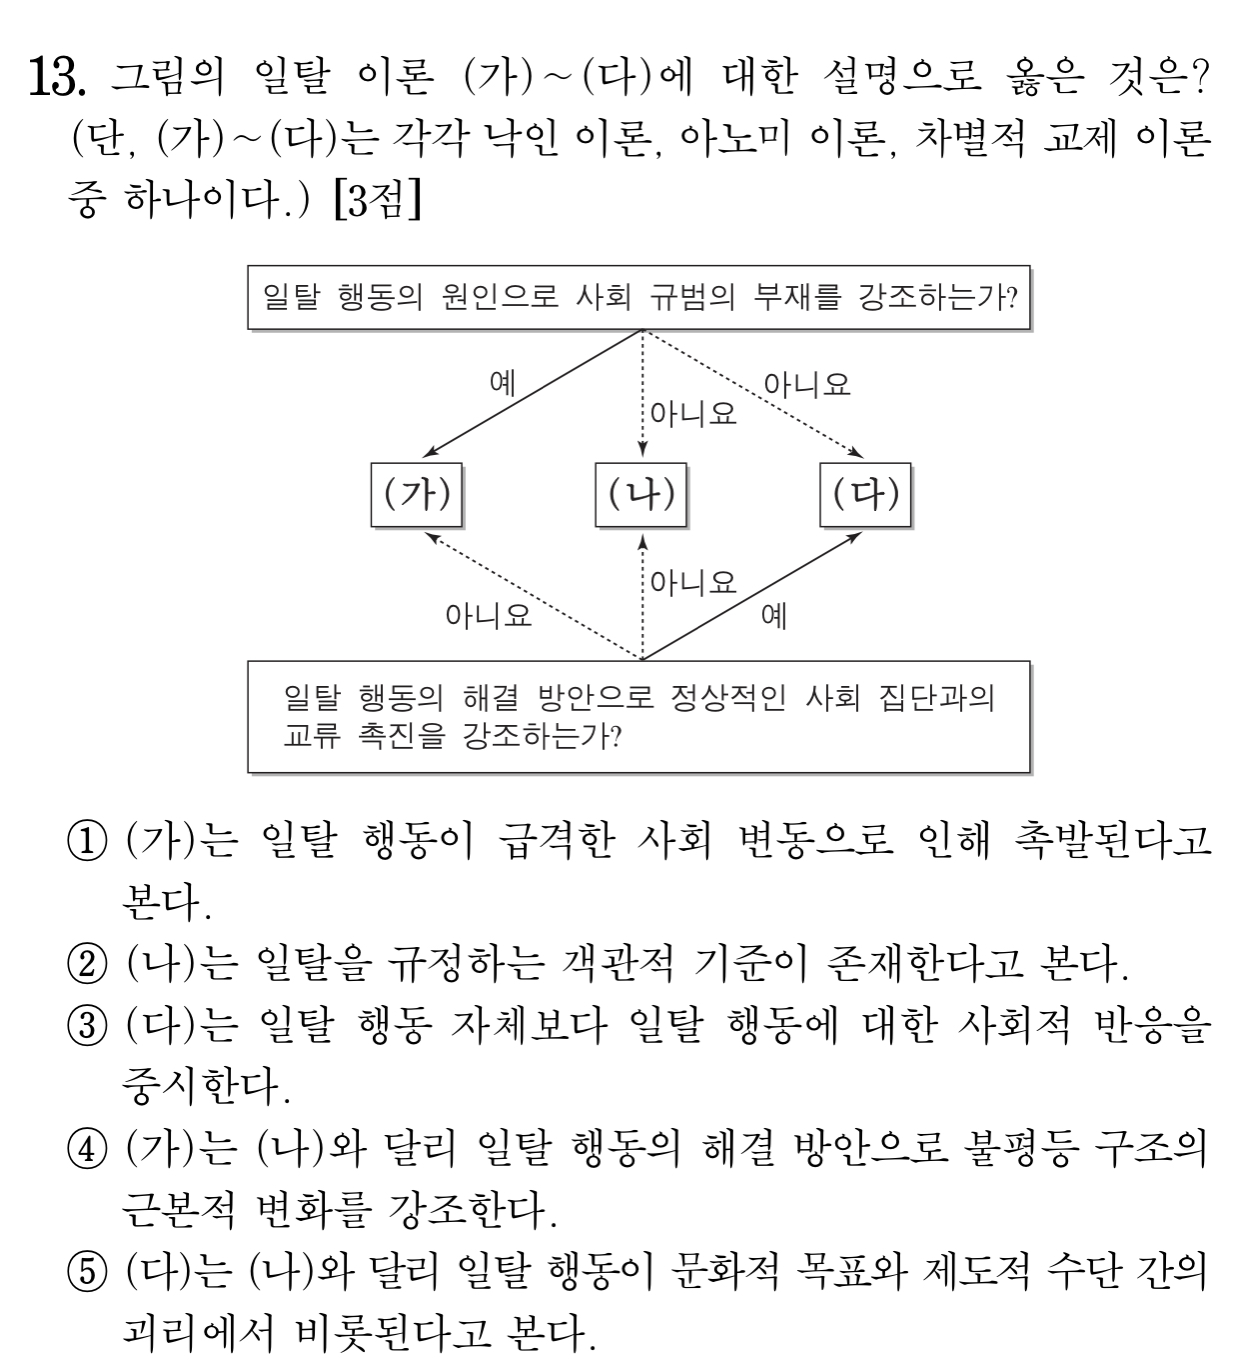 13. 그림의 일탈 이론 (가)~(다)에 대한 설명으로 옳은 것은?
(단, (가)~(다)는 각각 낙인 이론, 아노미 이론, 차별적 교제 이론
중 하나이다.) [3점]
일탈 행동의 원인으로 사회 규범의 부재를 강조하는가?
예
아니요
아니요
(가)
(나)
(다)
아니요
아니요
예
일탈 행동의 해결 방안으로 정상적인 사회 집단과의
교류 촉진을 강조하는가?
① (가)는 일탈 행동이 급격한 사회 변동으로 인해 촉발된다고
본다.
② (나)는 일탈을 규정하는 객관적 기준이 존재한다고 본다.
③ (다)는 일탈 행동 자체보다 일탈 행동에 대한 사회적 반응을
중시한다.
④ (가)는 (나)와 달리 일탈 행동의 해결 방안으로 불평등 구조의
근본적 변화를 강조한다.
⑤ (다)는 (나)와 달리 일탈 행동이 문화적 목표와 제도적 수단 간의
괴리에서 비롯된다고 본다.